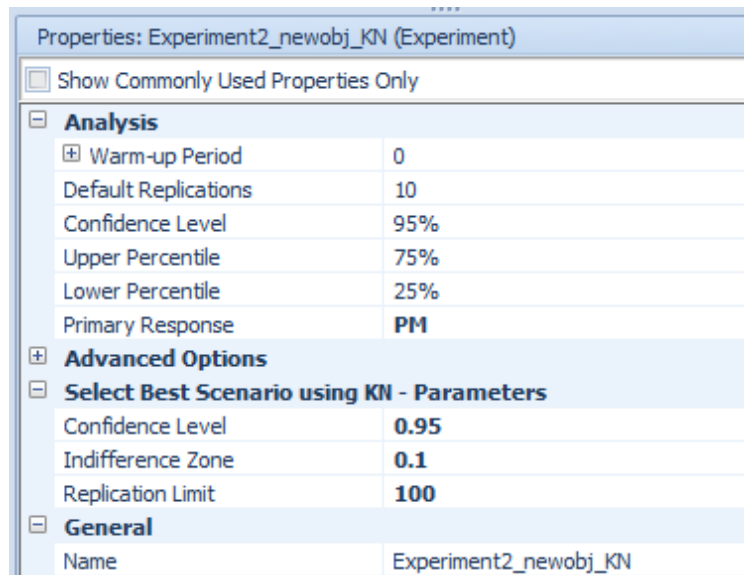 Properties: Experiment2_newobj_KN (Experiment)
Show Commonly Used Properties Only
Analysis
Warm-up Period 0
Default Replications 10
Confidence Level 95%
Upper Percentile 75%
Lower Percentile 25%
Primary Response PM
Advanced Options
Select Best Scenario using KN - Parameters
Confidence Level 0.95
Indifference Zone 0.1
Replication Limit 100
General
Name Experiment2_newobj_KN